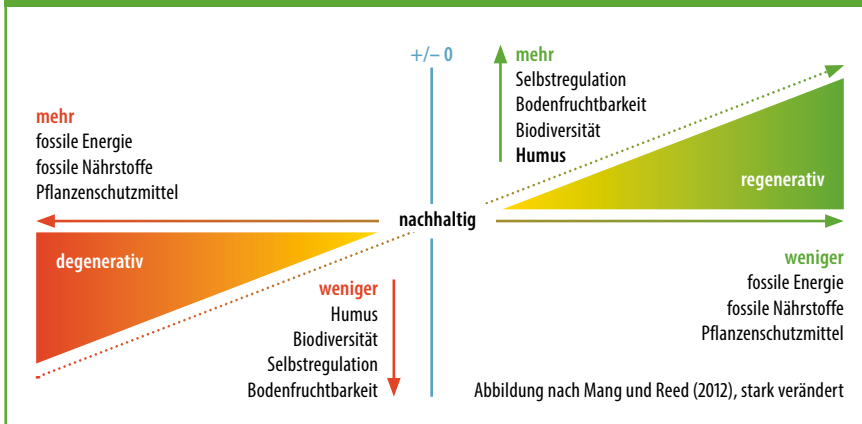 +/– 0
mehr
Selbstregulation
Bodenfruchtbarkeit
Biodiversität
Humus
mehr
fossile Energie
fossile Nährstoffe
Pflanzenschutzmittel
regenerativ
nachhaltig
degenerativ
weniger
Humus
Biodiversität
Selbstregulation
Bodenfruchtbarkeit
weniger
fossile Energie
fossile Nährstoffe
Pflanzenschutzmittel
Abbildung nach Mang und Reed (2012), stark verändert